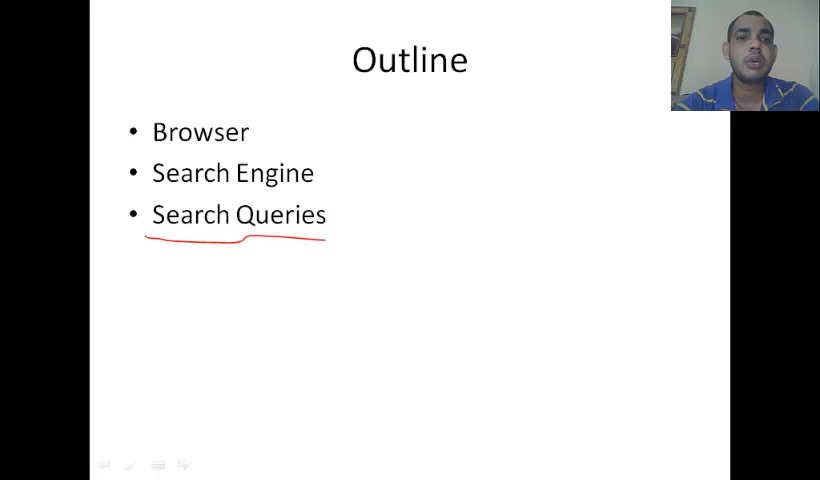 Outline
• Browser
• Search Engine
• Search Queries